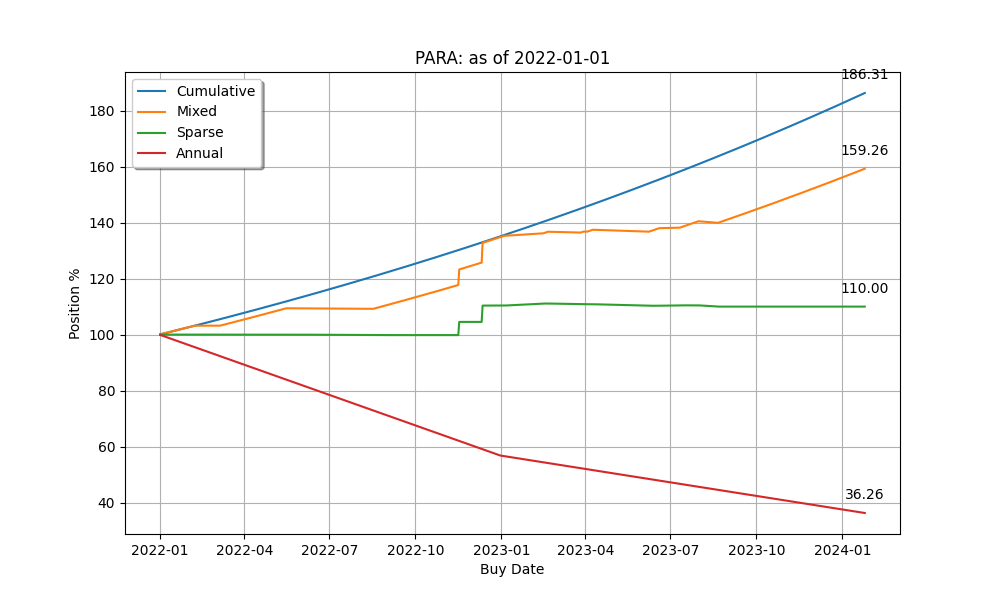 PARA: as of 2022-01-01
186.31
Cumulative
Mixed
Sparse
Annual
180
160
159.26
140
120
110.00
100
80
60
40
36.26
Position %
2022-01 2022-04 2022-07 2022-10 2023-01 2023-04 2023-07 2023-10 2024-01
Buy Date